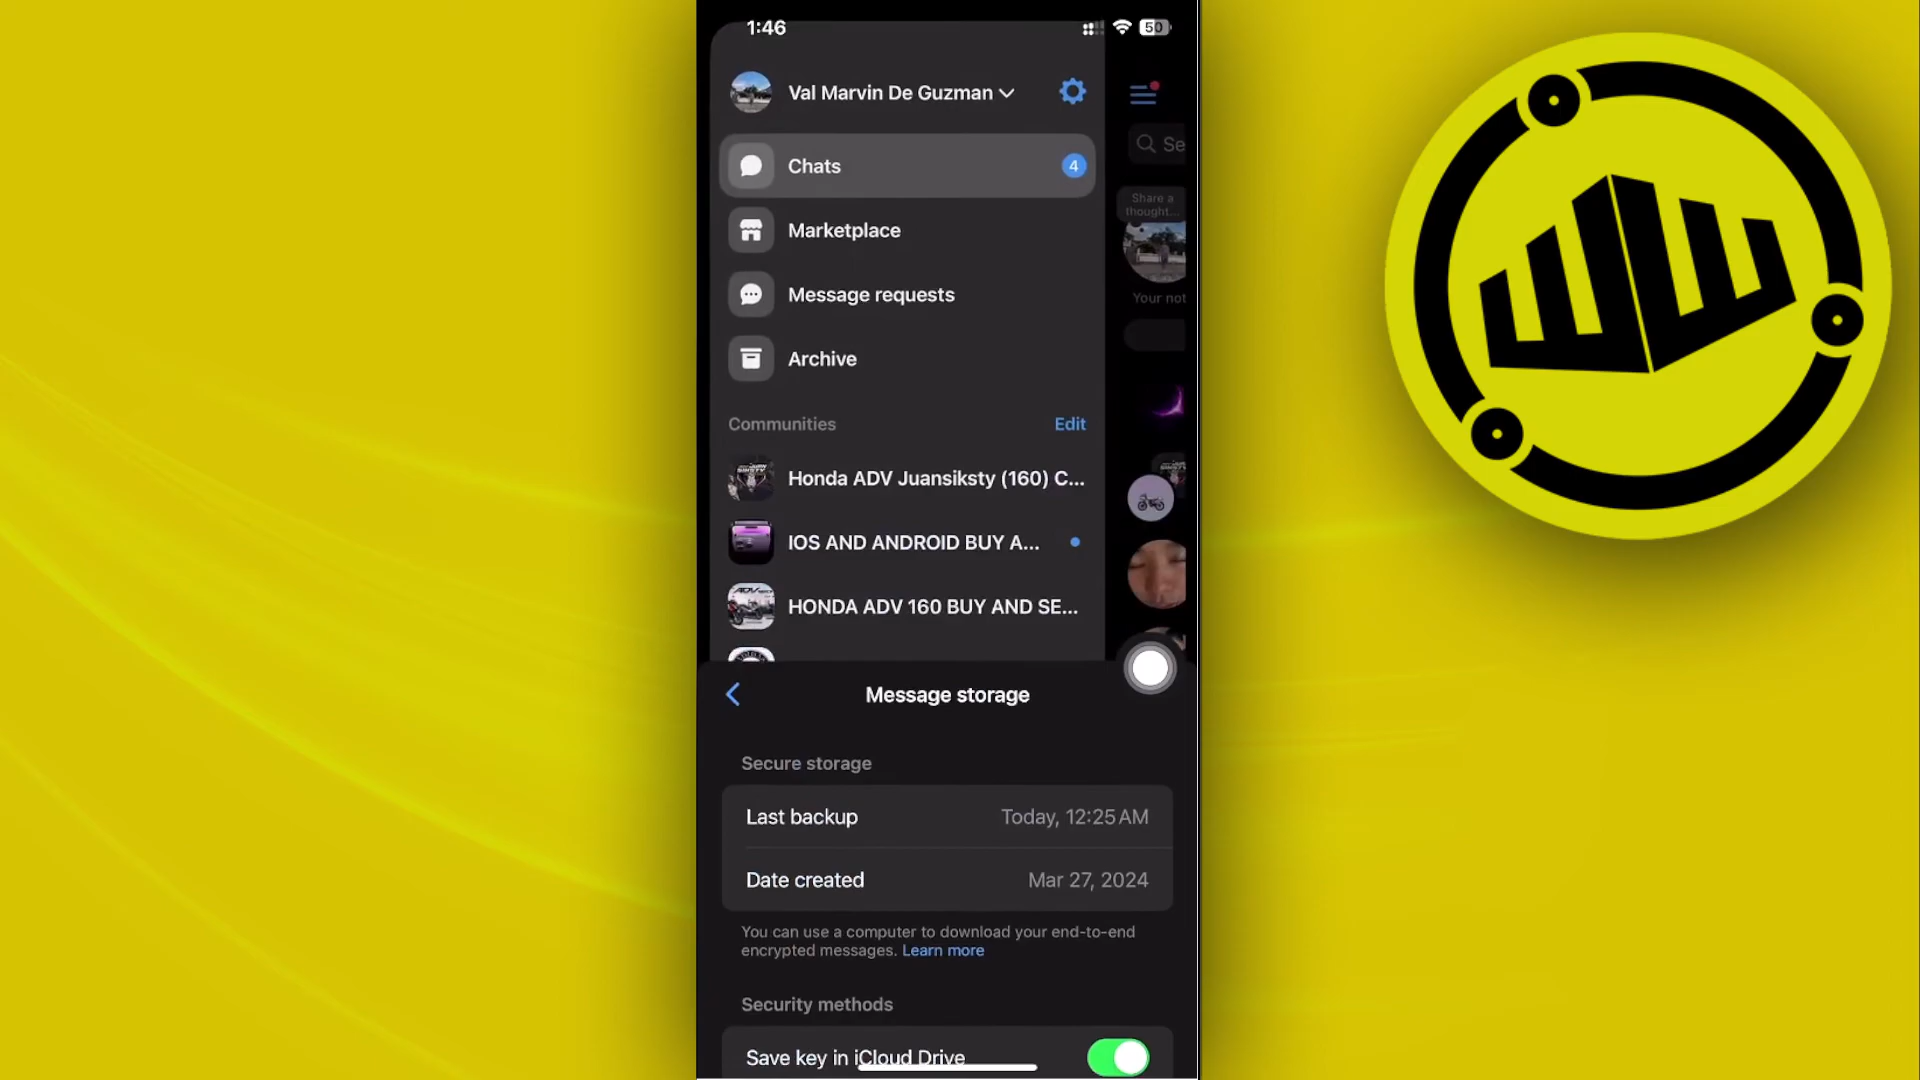 1:46
50
Val Marvin De Guzman
Chats
4
Se
Share a
thought...
Marketplace
Message requests
Your not
Archive
Communities
Edit
Honda ADV Juansiksty (160) C...
IOS AND ANDROID BUY A...
HONDA ADV 160 BUY AND SE...
Message storage
Secure storage
Last backup
Today, 12:25 AM
Date created
Mar 27, 2024
You can use a computer to download your end-to-end
encrypted messages. Learn more
Security methods
Save key in iCloud Drive